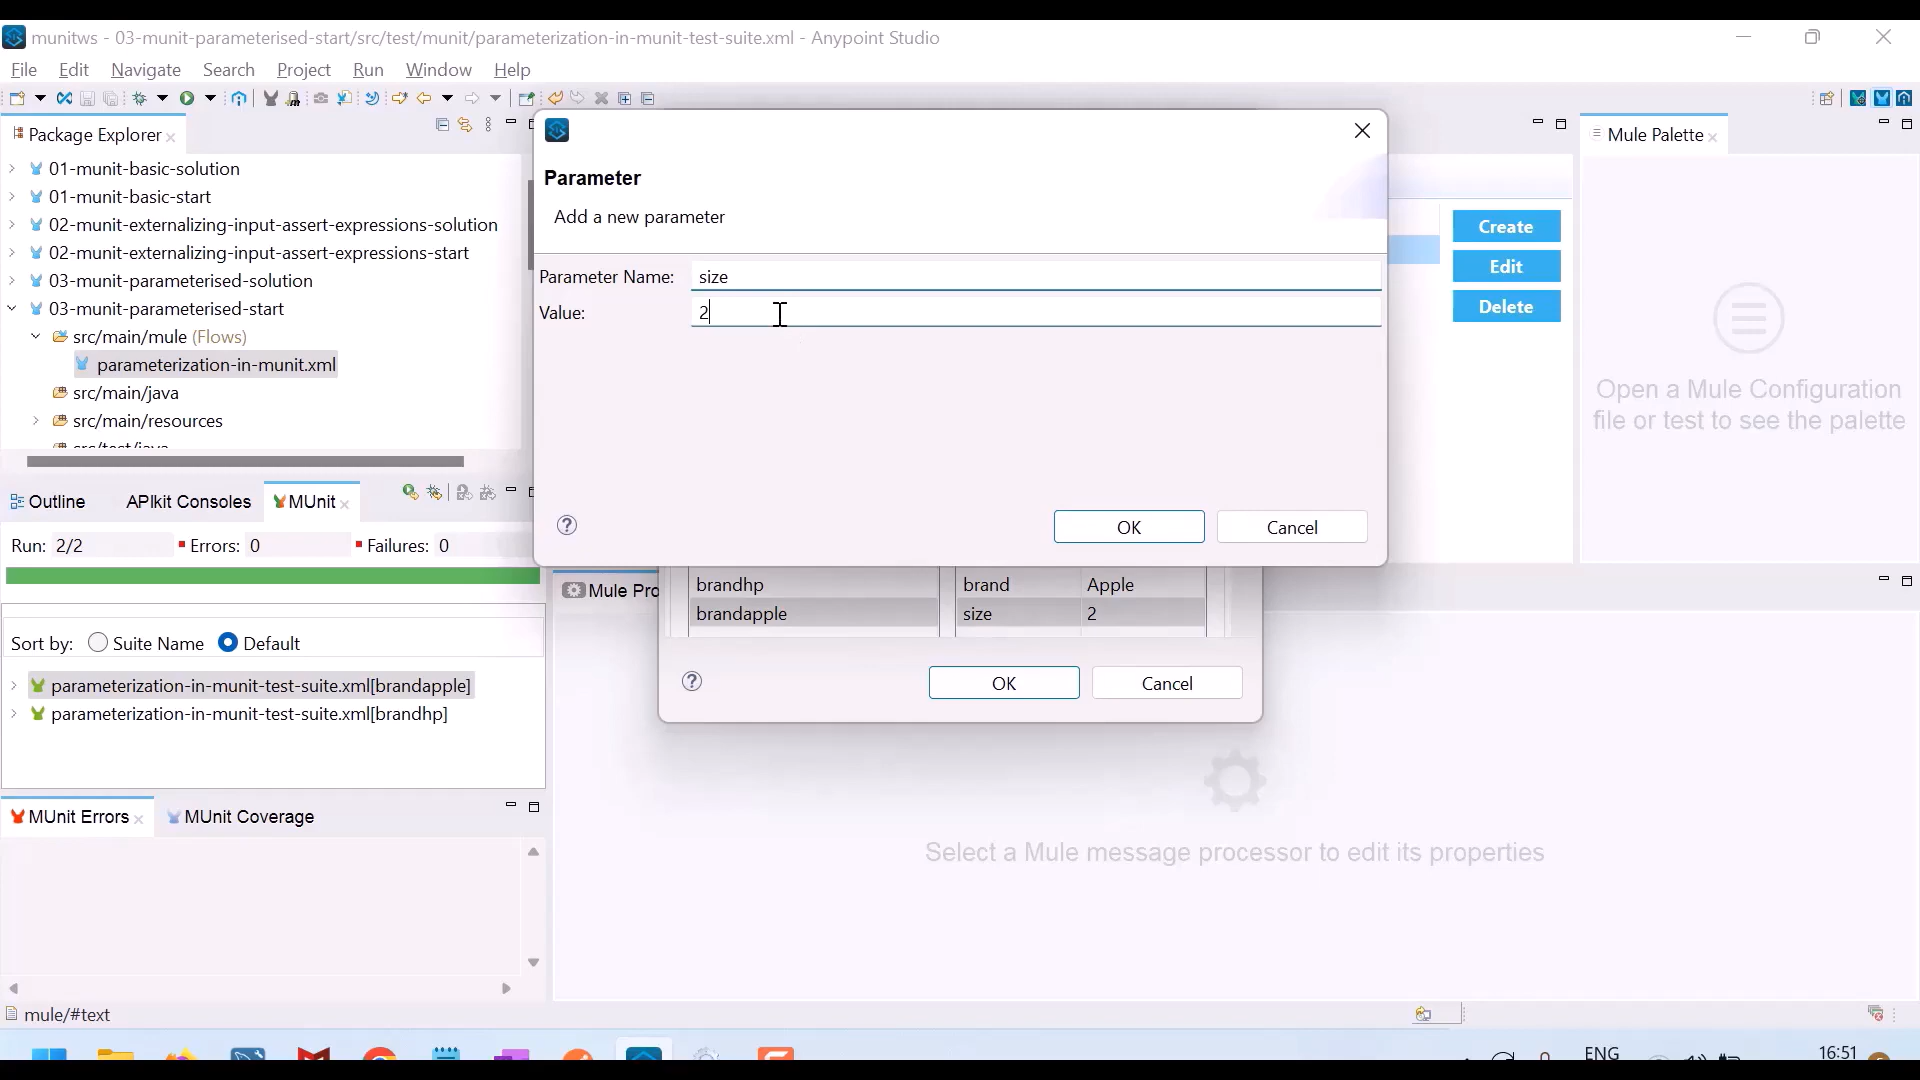 munitws - 03-munit-parameterised-start/src/test/munit/parameterization-in-munit-test-suite.xml - Anypoint Studio
File Edit Navigate Search Project Run Window Help
Package Explorer
01-munit-basic-solution
01-munit-basic-start
02-munit-externalizing-input-assert-expressions-solution
02-munit-externalizing-input-assert-expressions-start
03-munit-parameterised-solution
03-munit-parameterised-start
src/main/mule (Flows)
parameterization-in-munit.xml
src/main/java
src/main/resources
src/test/java
Parameter
Add a new parameter
Parameter Name: size
Value: 2
OK Cancel
Create
Edit
Delete
Mule Palette
Open a Mule Configuration
file or test to see the palette
Outline APIkit Consoles MUnit
Run: 2/2 Errors: 0 Failures: 0
Sort by: Suite Name Default
parameterization-in-munit-test-suite.xml[brandapple]
parameterization-in-munit-test-suite.xml[brandhp]
Mule Pro
brandhp brand Apple
brandapple size 2
OK Cancel
MUnit Errors MUnit Coverage
Select a Mule message processor to edit its properties
mule/#text
ENG
16:51